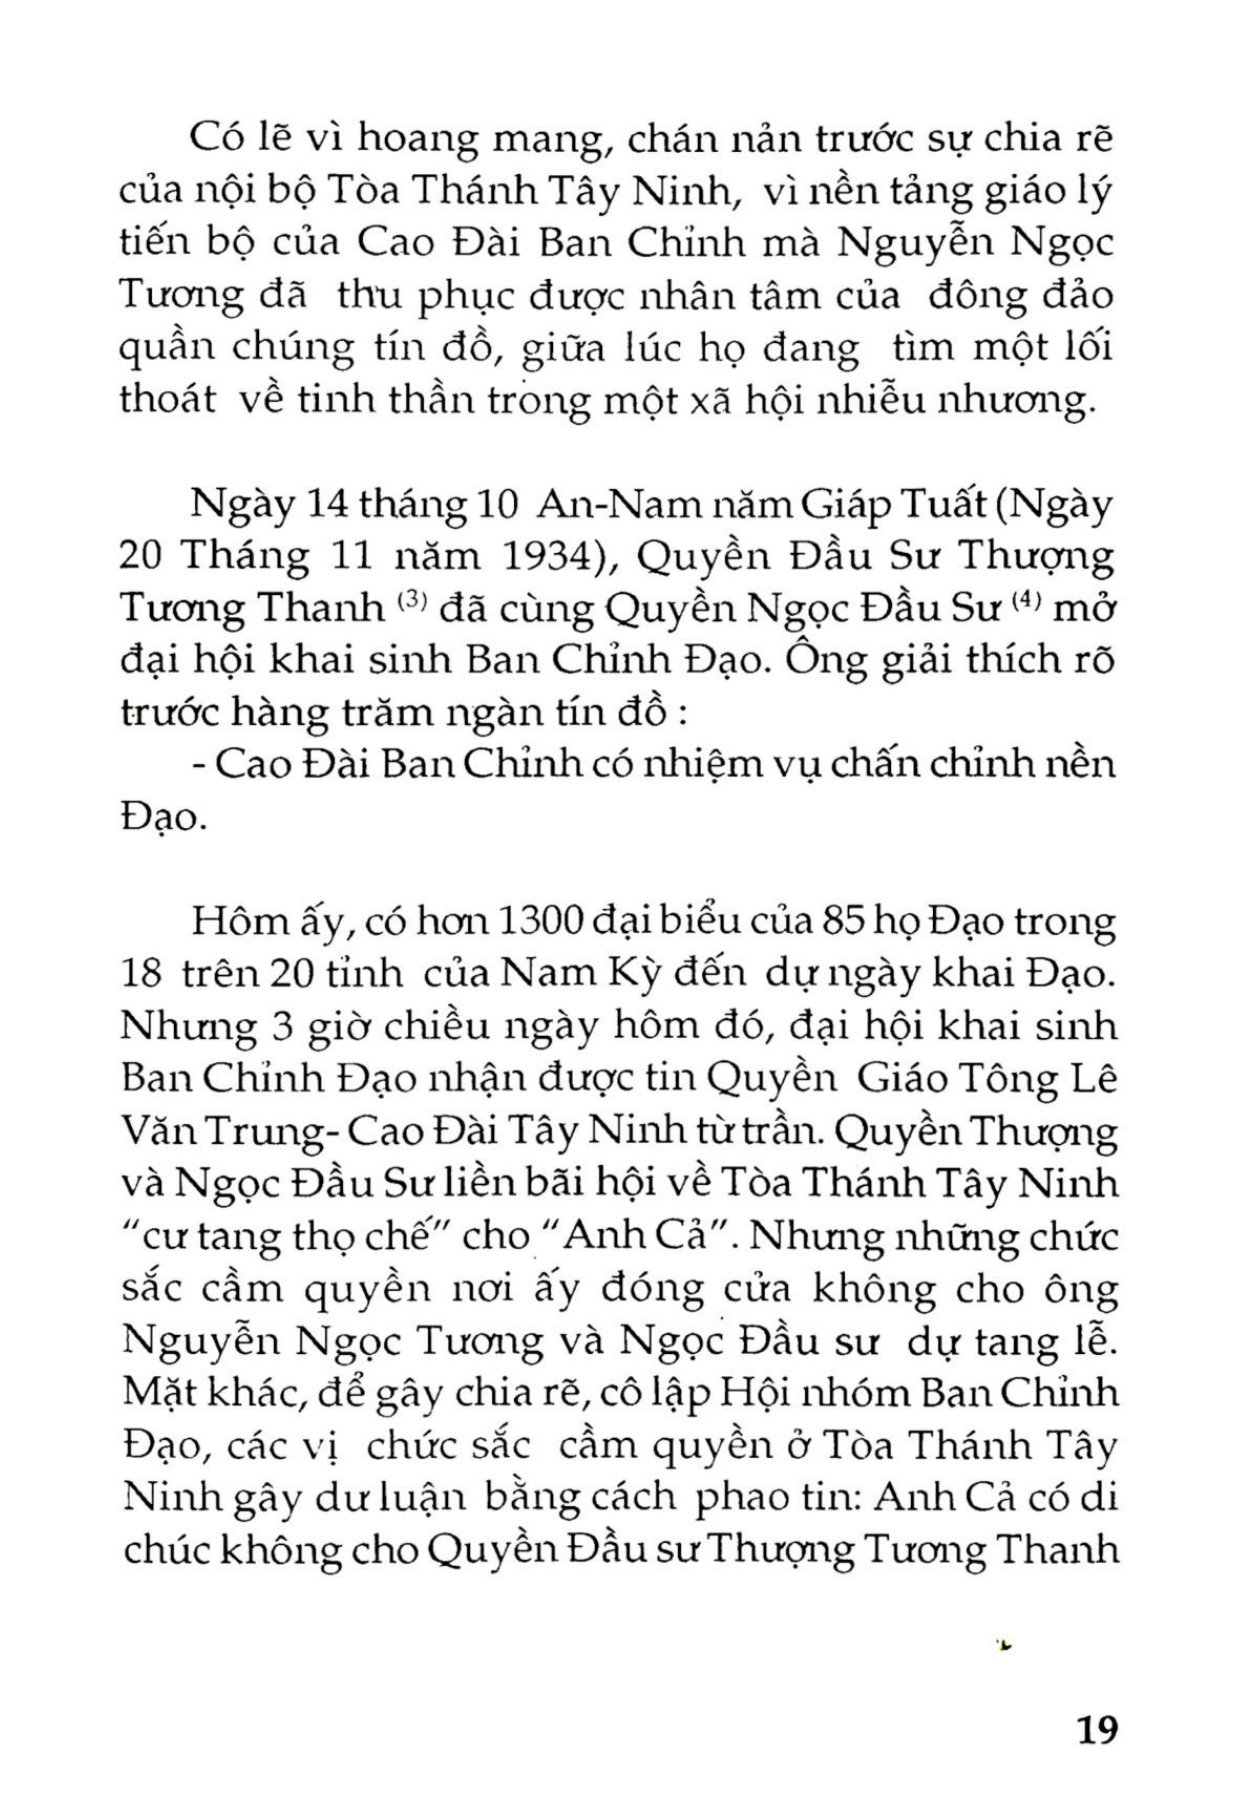 Có lẽ vì hoang mang, chán nản trước sự chia rẽ
của nội bộ Tòa Thánh Tây Ninh, vì nền tảng giáo lý
tiến bộ của Cao Đài Ban Chỉnh mà Nguyễn Ngọc
Tương đã thu phục được nhân tâm của đông đảo
quần chúng tín đồ, giữa lúc họ đang tìm một lối
thoát về tinh thần trong một xã hội nhiễu nhương.
Ngày 14 tháng 10 An-Nam năm Giáp Tuất (Ngày
20 Tháng 11 năm 1934), Quyền Đầu Sư Thượng
Tương Thanh (3) đã cùng Quyền Ngọc Đầu Sư (4) mở
đại hội khai sinh Ban Chỉnh Đạo. Ông giải thích rõ
trước hàng trăm ngàn tín đồ :
- Cao Đài Ban Chỉnh có nhiệm vụ chấn chỉnh nền
Đạo.
Hôm ấy, có hơn 1300 đại biểu của 85 họ Đạo trong
18 trên 20 tỉnh của Nam Kỳ đến dự ngày khai Đạo.
Nhưng 3 giờ chiều ngày hôm đó, đại hội khai sinh
Ban Chỉnh Đạo nhận được tin Quyền Giáo Tông Lê
Văn Trung- Cao Đài Tây Ninh từ trần. Quyền Thượng
và Ngọc Đầu Sư liền bãi hội về Tòa Thánh Tây Ninh
“cư tang thọ chế” cho “Anh Cả”. Nhưng những chức
sắc cầm quyền nơi ấy đóng cửa không cho ông
Nguyễn Ngọc Tương và Ngọc Đầu sư dự tang lễ.
Mặt khác, để gây chia rẽ, cô lập Hội nhóm Ban Chỉnh
Đạo, các vị chức sắc cầm quyền ở Tòa Thánh Tây
Ninh gây dư luận bằng cách phao tin: Anh Cả có di
chúc không cho Quyền Đầu sư Thượng Tương Thanh
19